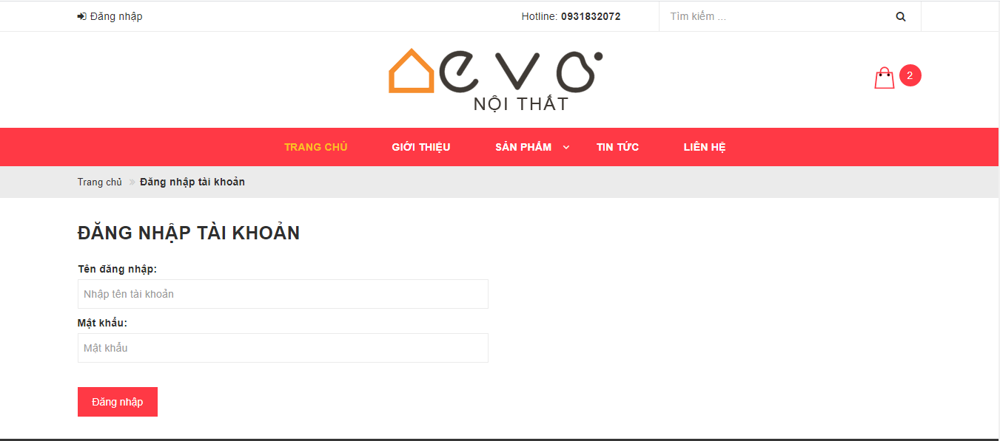 Đăng nhập
Hotline: 0931832072
Tìm kiếm ...
evo
NỘI THẤT
2
TRANG CHỦ GIỚI THIỆU SẢN PHẨM TIN TỨC LIÊN HỆ
Trang chủ » Đăng nhập tài khoản
ĐĂNG NHẬP TÀI KHOẢN
Tên đăng nhập:
Nhập tên tài khoản
Mật khẩu:
Mật khẩu
Đăng nhập